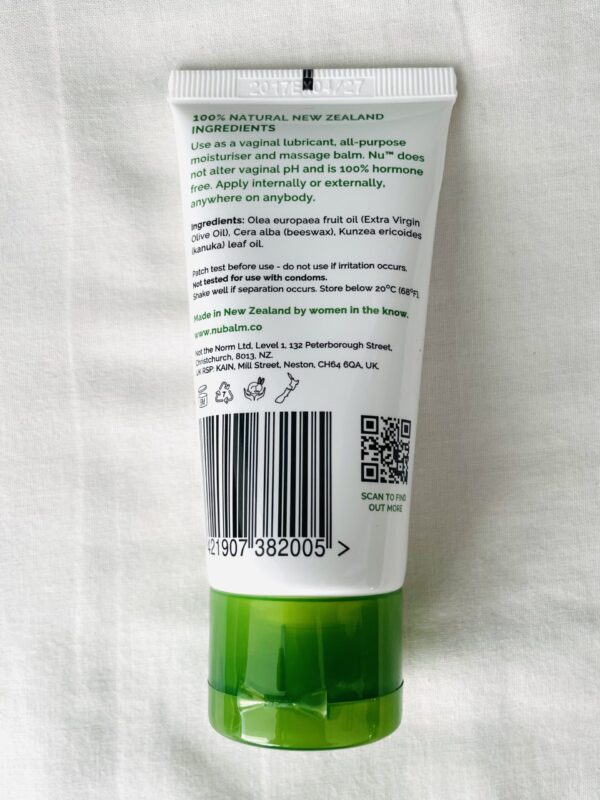 100% NATURAL NEW ZEALAND
INGREDIENTS
Use as a vaginal lubricant, all-purpose
moisturiser and massage balm. Nu™ does
not alter vaginal pH and is 100% hormone
free. Apply internally or externally,
anywhere on anybody.
Ingredients: Olea europaea fruit oil (Extra Virgin
Olive Oil), Cera alba (beeswax), Kunzea ericoides
(kanuka) leaf oil.
Patch test before use - do not use if irritation occurs.
Not tested for use with condoms.
Shake well if separation occurs. Store below 20°C (68°F).
Made in New Zealand by women in the know.
www.nubalm.co
Not the Norm Ltd, Level 1, 132 Peterborough Street,
Christchurch, 8013, NZ.
UK RSP: KAIN, Mill Street, Neston, CH64 6QA, UK.
7
SCAN TO FIND
OUT MORE
421907 382005 >